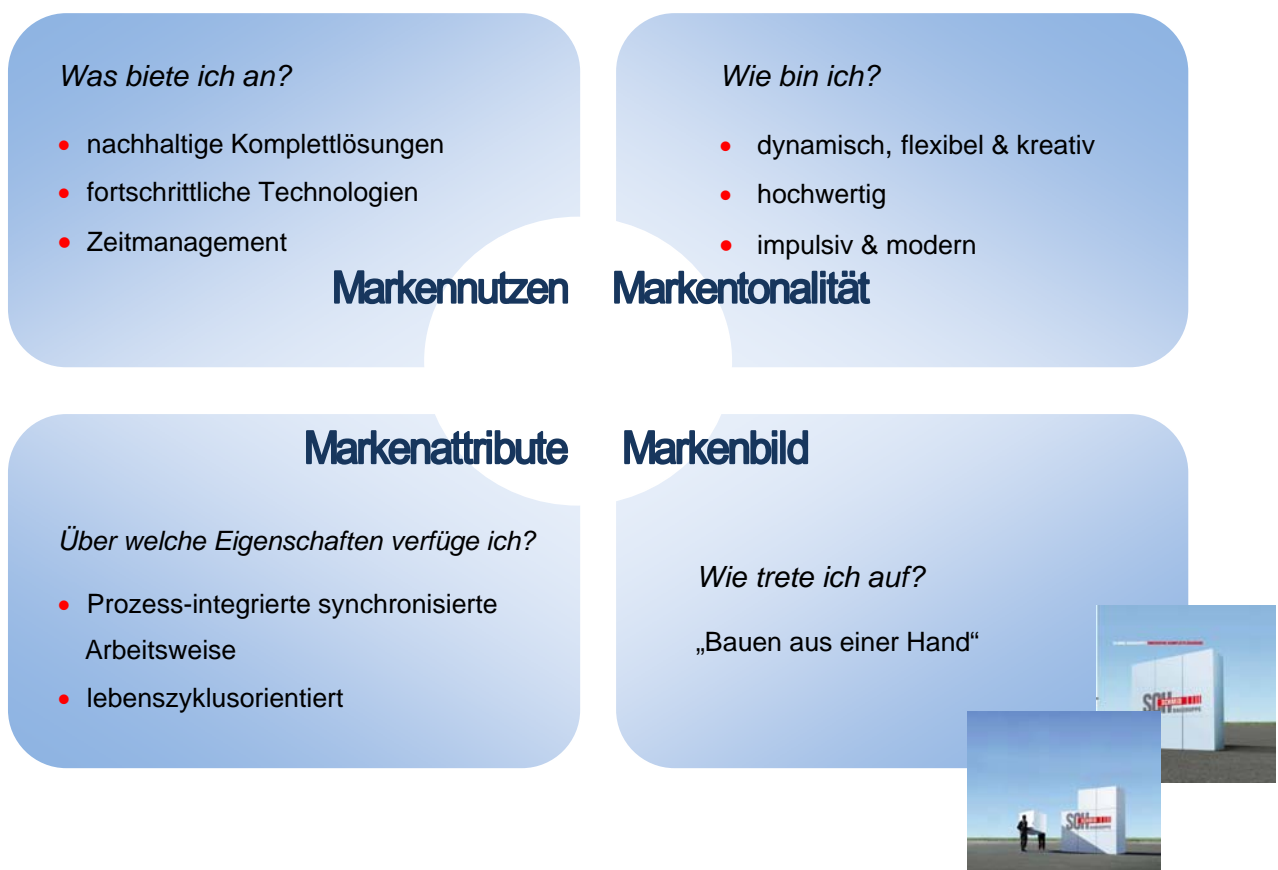 Was biete ich an?
nachhaltige Komplettlösungen
fortschrittliche Technologien
Zeitmanagement
Markennutzen
Wie bin ich?
dynamisch, flexibel & kreativ
hochwertig
impulsiv & modern
Markentonalität
Markenattribute
Über welche Eigenschaften verfüge ich?
Prozess-integrierte synchronisierte
Arbeitsweise
lebenszyklusorientiert
Markenbild
Wie trete ich auf?
„Bauen aus einer Hand“
SCH